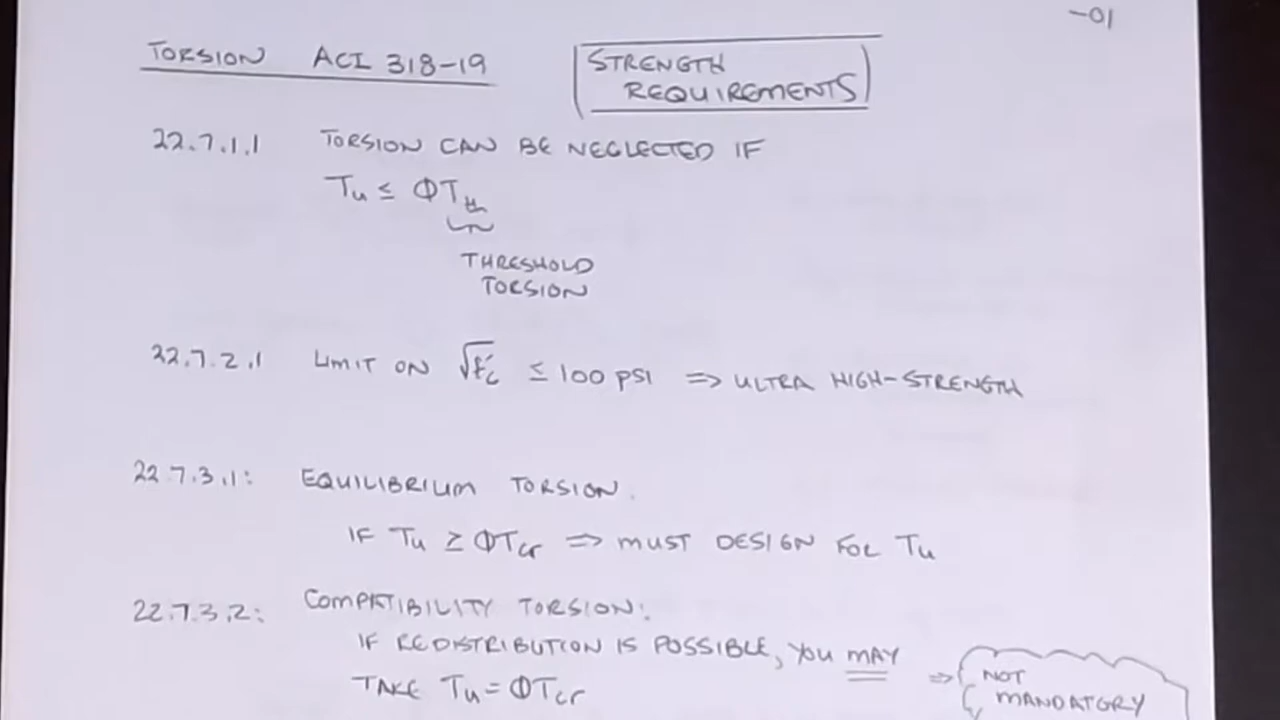 -01
TORSION ACI 318-19
STRENGTH
REQUIREMENTS
22.7.1.1 TORSION CAN BE NEGLECTED IF
Tu ≤ ΦTth
THRESHOLD
TORSION
22.7.2.1 LIMIT ON √f'c ≤ 100 PSI ⇒ ULTRA HIGH-STRENGTH
22.7.3.1: EQUILIBRIUM TORSION.
IF Tu ≥ ΦTcr ⇒ MUST DESIGN FOR Tu
22.7.3.2: COMPATIBILITY TORSION:
IF REDISTRIBUTION IS POSSIBLE, YOU MAY ⇒ NOT
TAKE Tu = ΦTcr MANDATORY